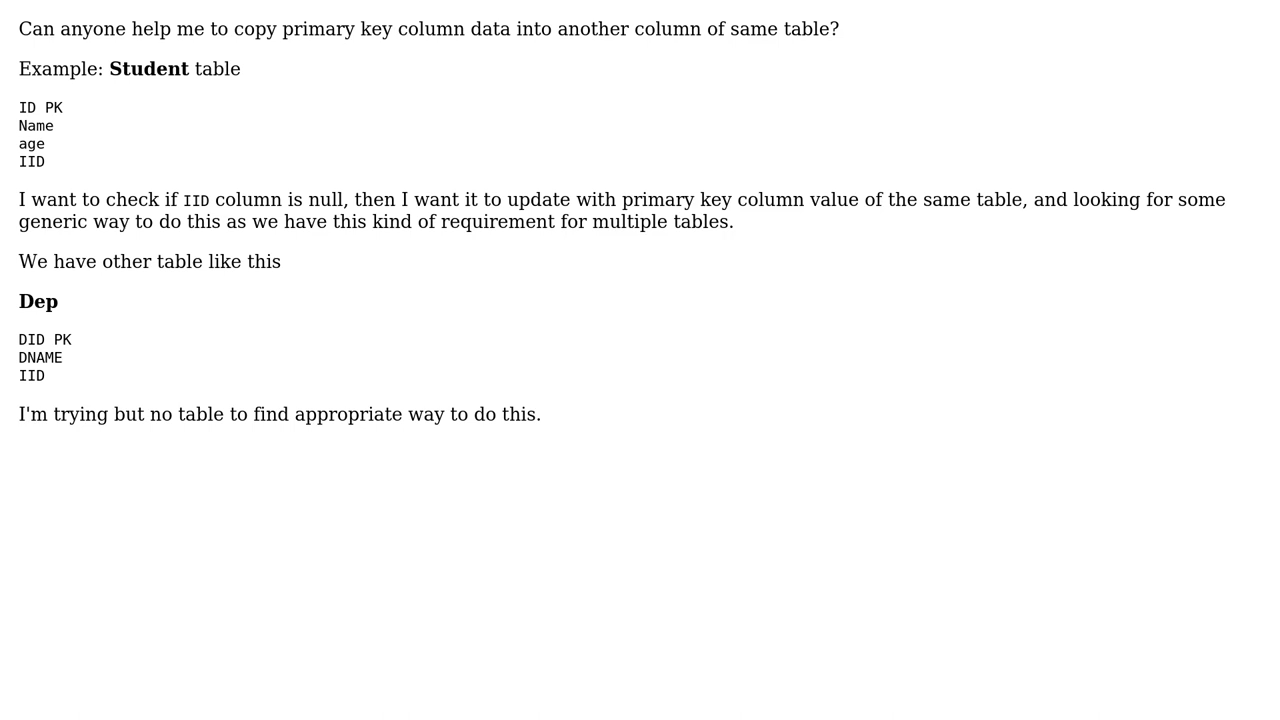 Can anyone help me to copy primary key column data into another column of same table?
Example: Student table
ID PK
Name
age
IID
I want to check if IID column is null, then I want it to update with primary key column value of the same table, and looking for some
generic way to do this as we have this kind of requirement for multiple tables.
We have other table like this
Dep
DID PK
DNAME
IID
I'm trying but no table to find appropriate way to do this.